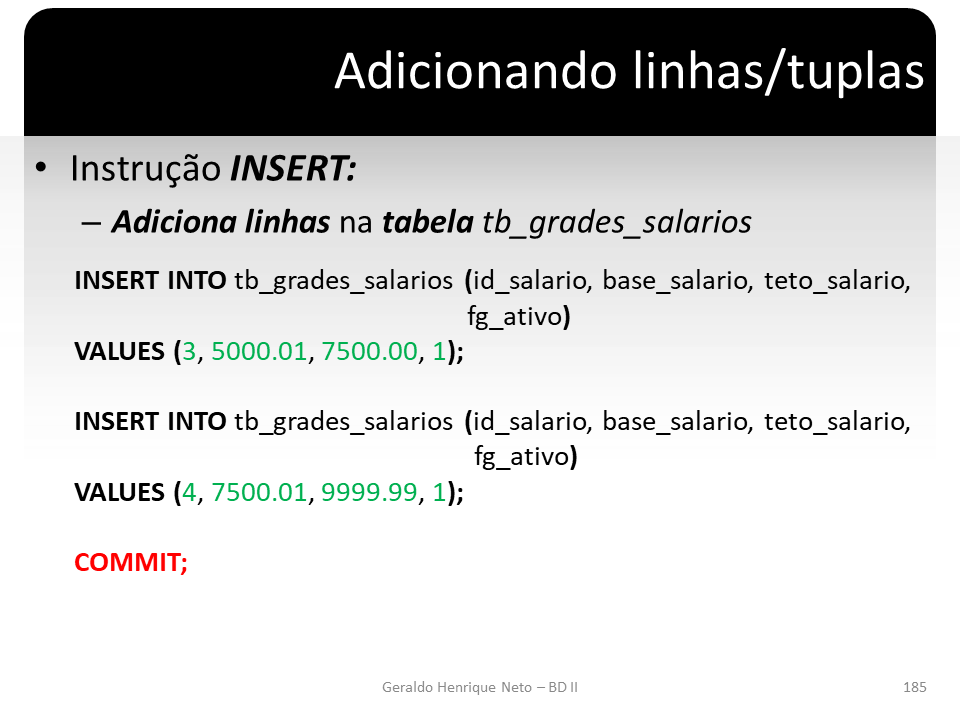 Adicionando linhas/tuplas
• Instrução INSERT:
– Adiciona linhas na tabela tb_grades_salarios
INSERT INTO tb_grades_salarios (id_salario, base_salario, teto_salario,
fg_ativo)
VALUES (3, 5000.01, 7500.00, 1);
INSERT INTO tb_grades_salarios (id_salario, base_salario, teto_salario,
fg_ativo)
VALUES (4, 7500.01, 9999.99, 1);
COMMIT;
Geraldo Henrique Neto – BD II
185